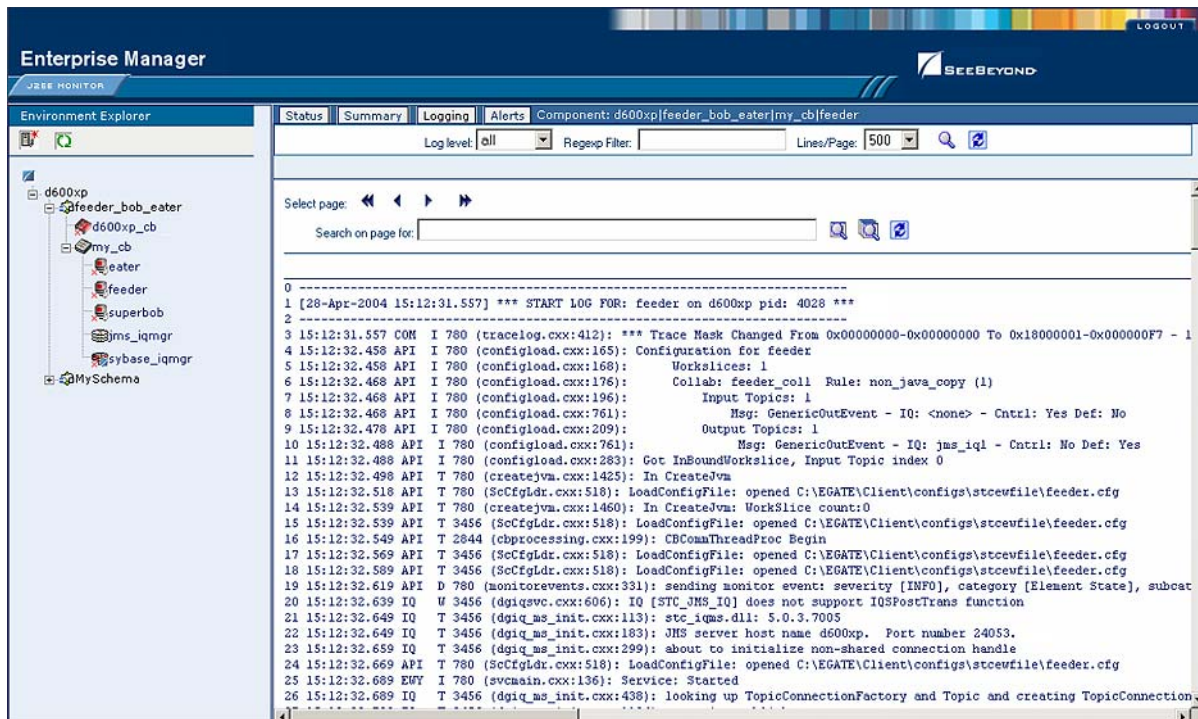 LOGOUT
Enterprise Manager
SEEBEYOND
J2EE MONITOR
Environment Explorer
Status Summary Logging Alerts Component: d600xp|feeder_bob_eater|my_cb|feeder
Log level: all Regexp Filter: Lines/Page: 500
d600xp
feeder_bob_eater
d600xp_cb
my_cb
eater
feeder
superbob
jms_iqmgr
sybase_iqmgr
MySchema
Select page:
Search on page for:
0 ------------------------------------------------------------------------
1 [28-Apr-2004 15:12:31.557] *** START LOG FOR: feeder on d600xp pid: 4028 ***
2 ------------------------------------------------------------------------
3 15:12:31.557 COM I 780 (tracelog.cxx:412): *** Trace Mask Changed From 0x00000000-0x00000000 To 0x18000001-0x000000F7 - 1
4 15:12:32.458 API I 780 (configload.cxx:165): Configuration for feeder
5 15:12:32.458 API I 780 (configload.cxx:168): Workslices: 1
6 15:12:32.468 API I 780 (configload.cxx:176): Collab: feeder_coll Rule: non_java_copy (1)
7 15:12:32.468 API I 780 (configload.cxx:196): Input Topics: 1
8 15:12:32.468 API I 780 (configload.cxx:761): Msg: GenericOutEvent - IQ: <none> - Cntrl: Yes Def: No
9 15:12:32.478 API I 780 (configload.cxx:209): Output Topics: 1
10 15:12:32.488 API I 780 (configload.cxx:761): Msg: GenericOutEvent - IQ: jms_iq1 - Cntrl: No Def: Yes
11 15:12:32.488 API I 780 (configload.cxx:283): Got InBoundWorkslice, Input Topic index 0
12 15:12:32.498 API T 780 (createjvm.cxx:1425): In CreateJvm
13 15:12:32.518 API T 780 (ScCfgLdr.cxx:518): LoadConfigFile: opened C:\EGATE\Client\configs\stcewfile\feeder.cfg
14 15:12:32.539 API T 780 (createjvm.cxx:1460): In CreateJvm: WorkSlice count:0
15 15:12:32.539 API T 3456 (ScCfgLdr.cxx:518): LoadConfigFile: opened C:\EGATE\Client\configs\stcewfile\feeder.cfg
16 15:12:32.549 API T 2844 (cbprocessing.cxx:199): CBCommThreadProc Begin
17 15:12:32.569 API T 3456 (ScCfgLdr.cxx:518): LoadConfigFile: opened C:\EGATE\Client\configs\stcewfile\feeder.cfg
18 15:12:32.589 API T 3456 (ScCfgLdr.cxx:518): LoadConfigFile: opened C:\EGATE\Client\configs\stcewfile\feeder.cfg
19 15:12:32.619 API D 780 (monitorevents.cxx:331): sending monitor event: severity [INFO], category [Element State], subcat
20 15:12:32.639 IQ W 3456 (dgiqsvc.cxx:606): IQ [STC_JMS_IQ] does not support IQSPostTrans function
21 15:12:32.649 IQ T 3456 (dgiq_ms_init.cxx:113): stc_iqms.dll: 5.0.3.7005
22 15:12:32.649 IQ T 3456 (dgiq_ms_init.cxx:183): JMS server host name d600xp. Port number 24053.
23 15:12:32.659 IQ T 3456 (dgiq_ms_init.cxx:299): about to initialize non-shared connection handle
24 15:12:32.669 API T 780 (ScCfgLdr.cxx:518): LoadConfigFile: opened C:\EGATE\Client\configs\stcewfile\feeder.cfg
25 15:12:32.689 EWY I 780 (svcmain.cxx:136): Service: Started
26 15:12:32.689 IQ T 3456 (dgiq_ms_init.cxx:438): looking up TopicConnectionFactory and Topic and creating TopicConnection